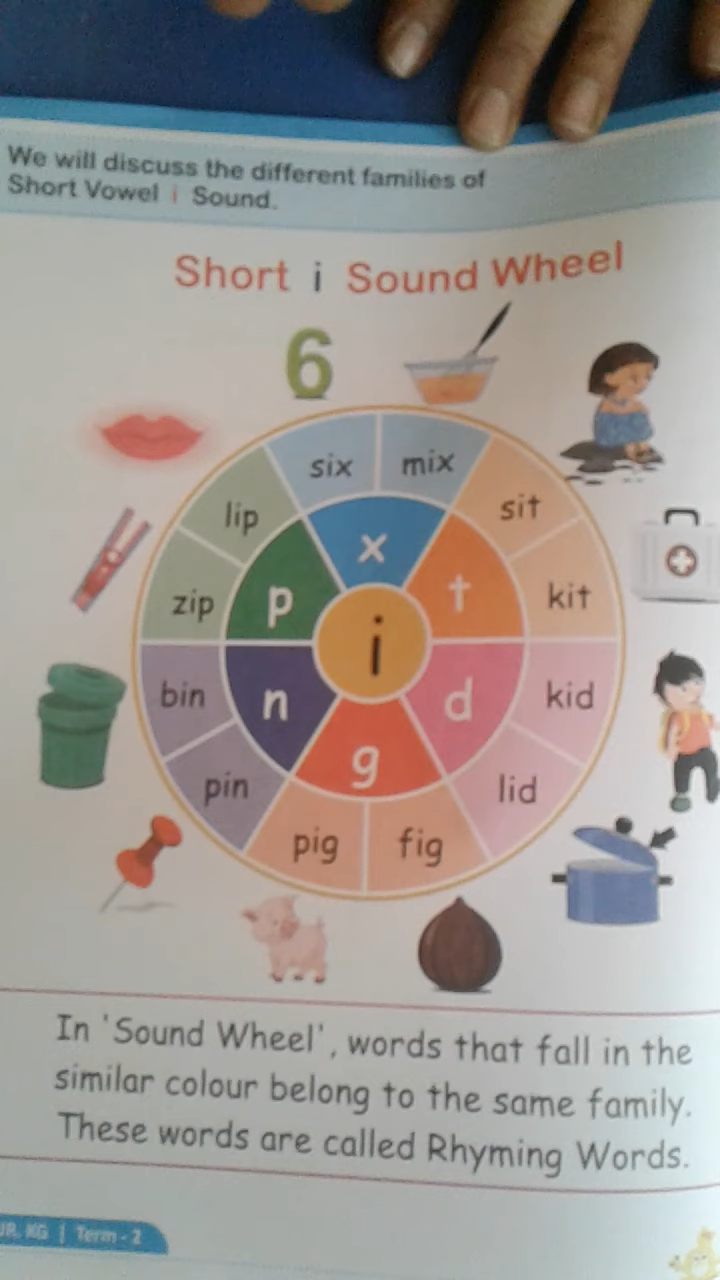 We will discuss the different families of
Short Vowel i Sound.
Short i Sound Wheel
6
six
mix
sit
kit
kid
lid
fig
pig
pin
bin
zip
lip
x
t
d
g
n
p
i
In 'Sound Wheel', words that fall in the
similar colour belong to the same family.
These words are called Rhyming Words.
JR. KG | Term - 2